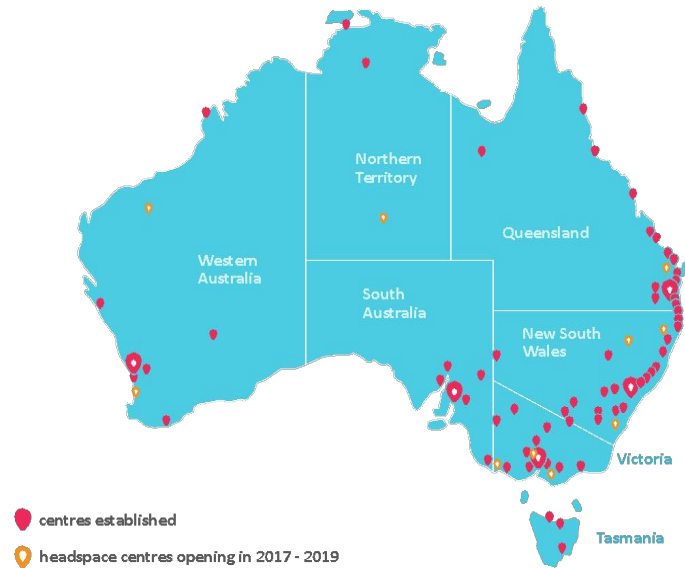 Northern
Territory
Queensland
Western
Australia
South
Australia
New South
Wales
Victoria
centres established
Tasmania
headspace centres opening in 2017 - 2019